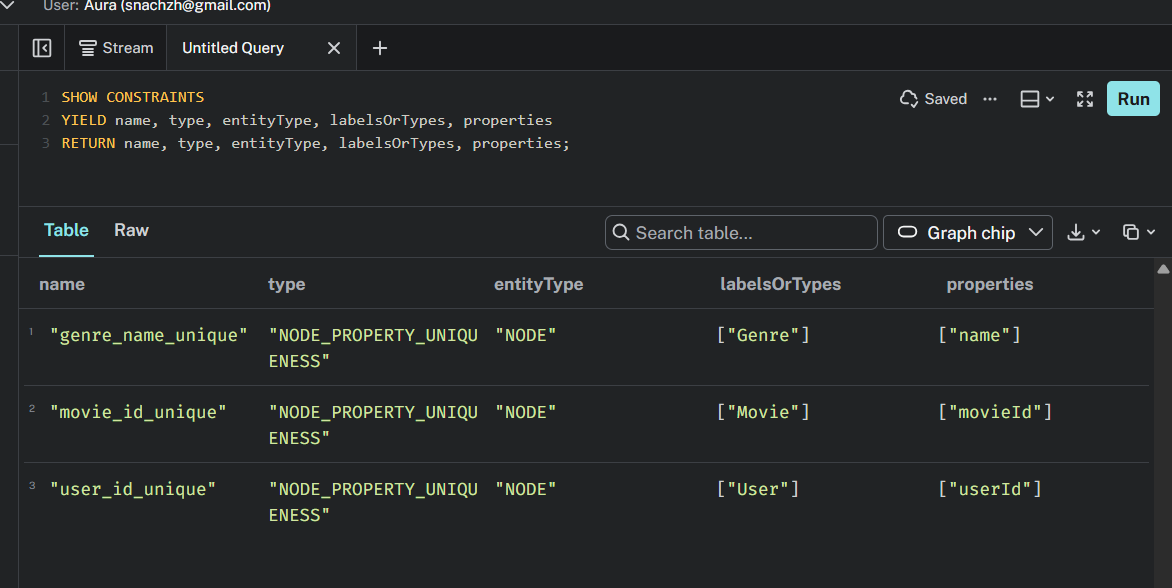 User: Aura (snachzh@gmail.com)
Stream
Untitled Query
1 SHOW CONSTRAINTS
2 YIELD name, type, entityType, labelsOrTypes, properties
3 RETURN name, type, entityType, labelsOrTypes, properties;
Saved
Run
Table Raw
Search table...
Graph chip
name type entityType labelsOrTypes properties
1 "genre_name_unique" "NODE_PROPERTY_UNIQU "NODE" ["Genre"] ["name"]
ENESS"
2 "movie_id_unique" "NODE_PROPERTY_UNIQU "NODE" ["Movie"] ["movieId"]
ENESS"
3 "user_id_unique" "NODE_PROPERTY_UNIQU "NODE" ["User"] ["userId"]
ENESS"